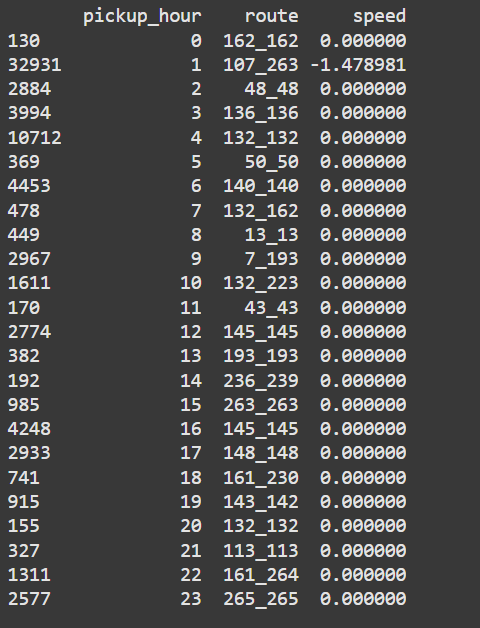 pickup_hour route speed
130 0 162_162 0.000000
32931 1 107_263 -1.478981
2884 2 48_48 0.000000
3994 3 136_136 0.000000
10712 4 132_132 0.000000
369 5 50_50 0.000000
4453 6 140_140 0.000000
478 7 132_162 0.000000
449 8 13_13 0.000000
2967 9 7_193 0.000000
1611 10 132_223 0.000000
170 11 43_43 0.000000
2774 12 145_145 0.000000
382 13 193_193 0.000000
192 14 236_239 0.000000
985 15 263_263 0.000000
4248 16 145_145 0.000000
2933 17 148_148 0.000000
741 18 161_230 0.000000
915 19 143_142 0.000000
155 20 132_132 0.000000
327 21 113_113 0.000000
1311 22 161_264 0.000000
2577 23 265_265 0.000000